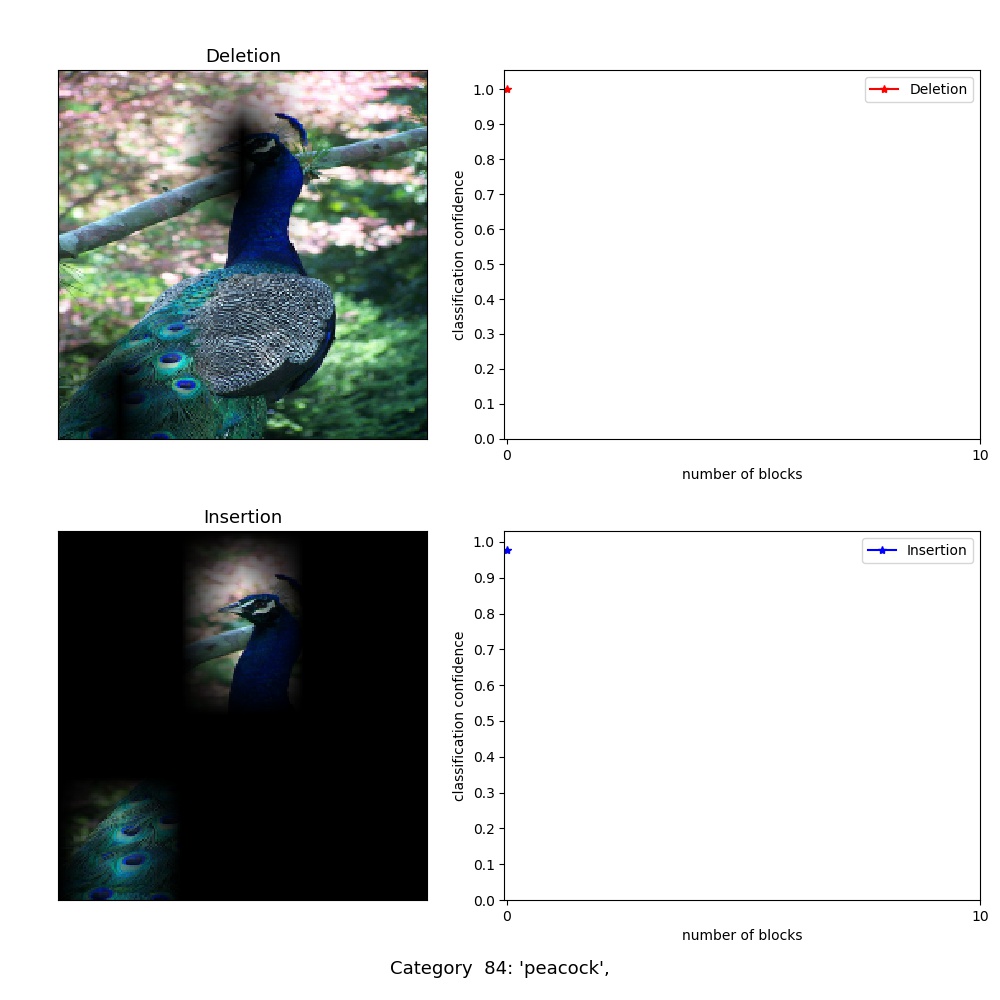 Deletion
classification confidence
1.0
0.9
0.8
0.7
0.6
0.5
0.4
0.3
0.2
0.1
0.0
Deletion
0 10
number of blocks
Insertion
classification confidence
1.0
0.9
0.8
0.7
0.6
0.5
0.4
0.3
0.2
0.1
0.0
Insertion
0 10
number of blocks
Category  84: 'peacock',